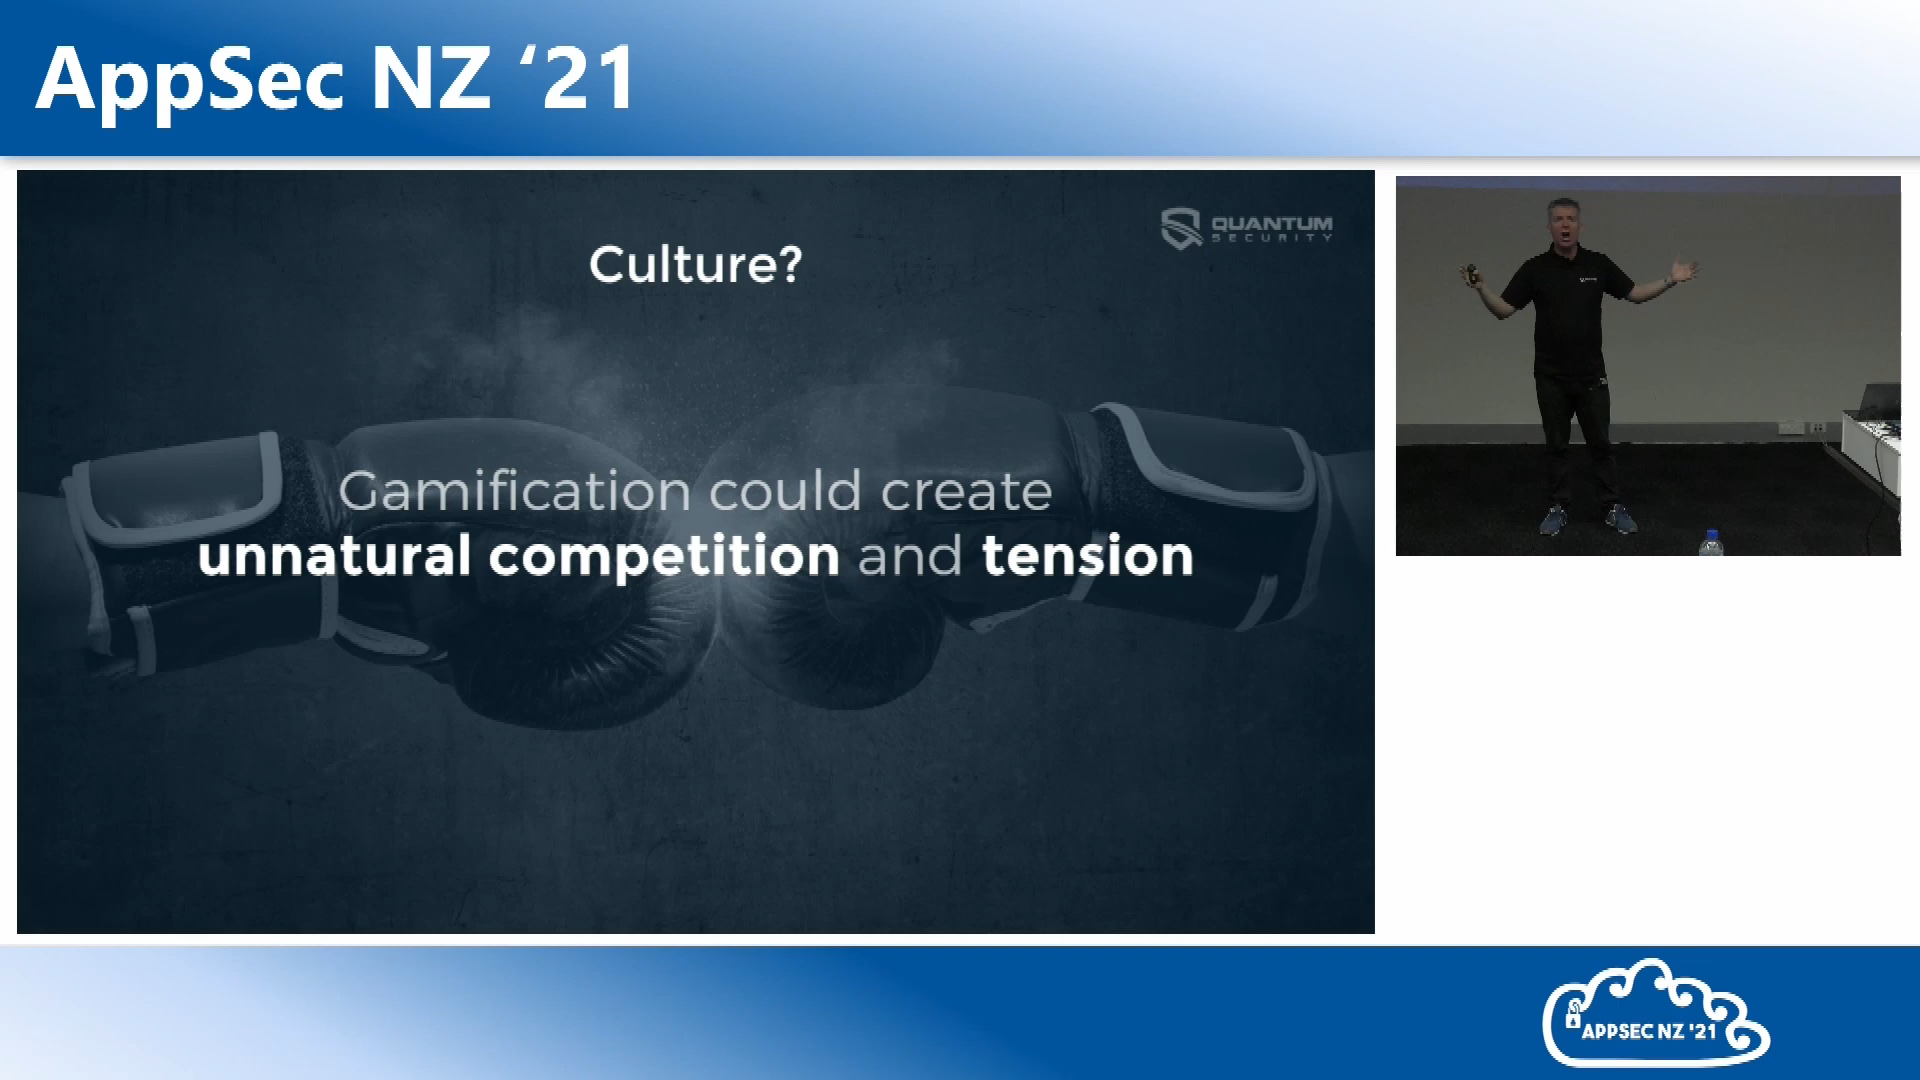 AppSec NZ ‘21
QUANTUM
SECURITY
Culture?
Gamification could create
unnatural competition and tension
APPSEC NZ '21